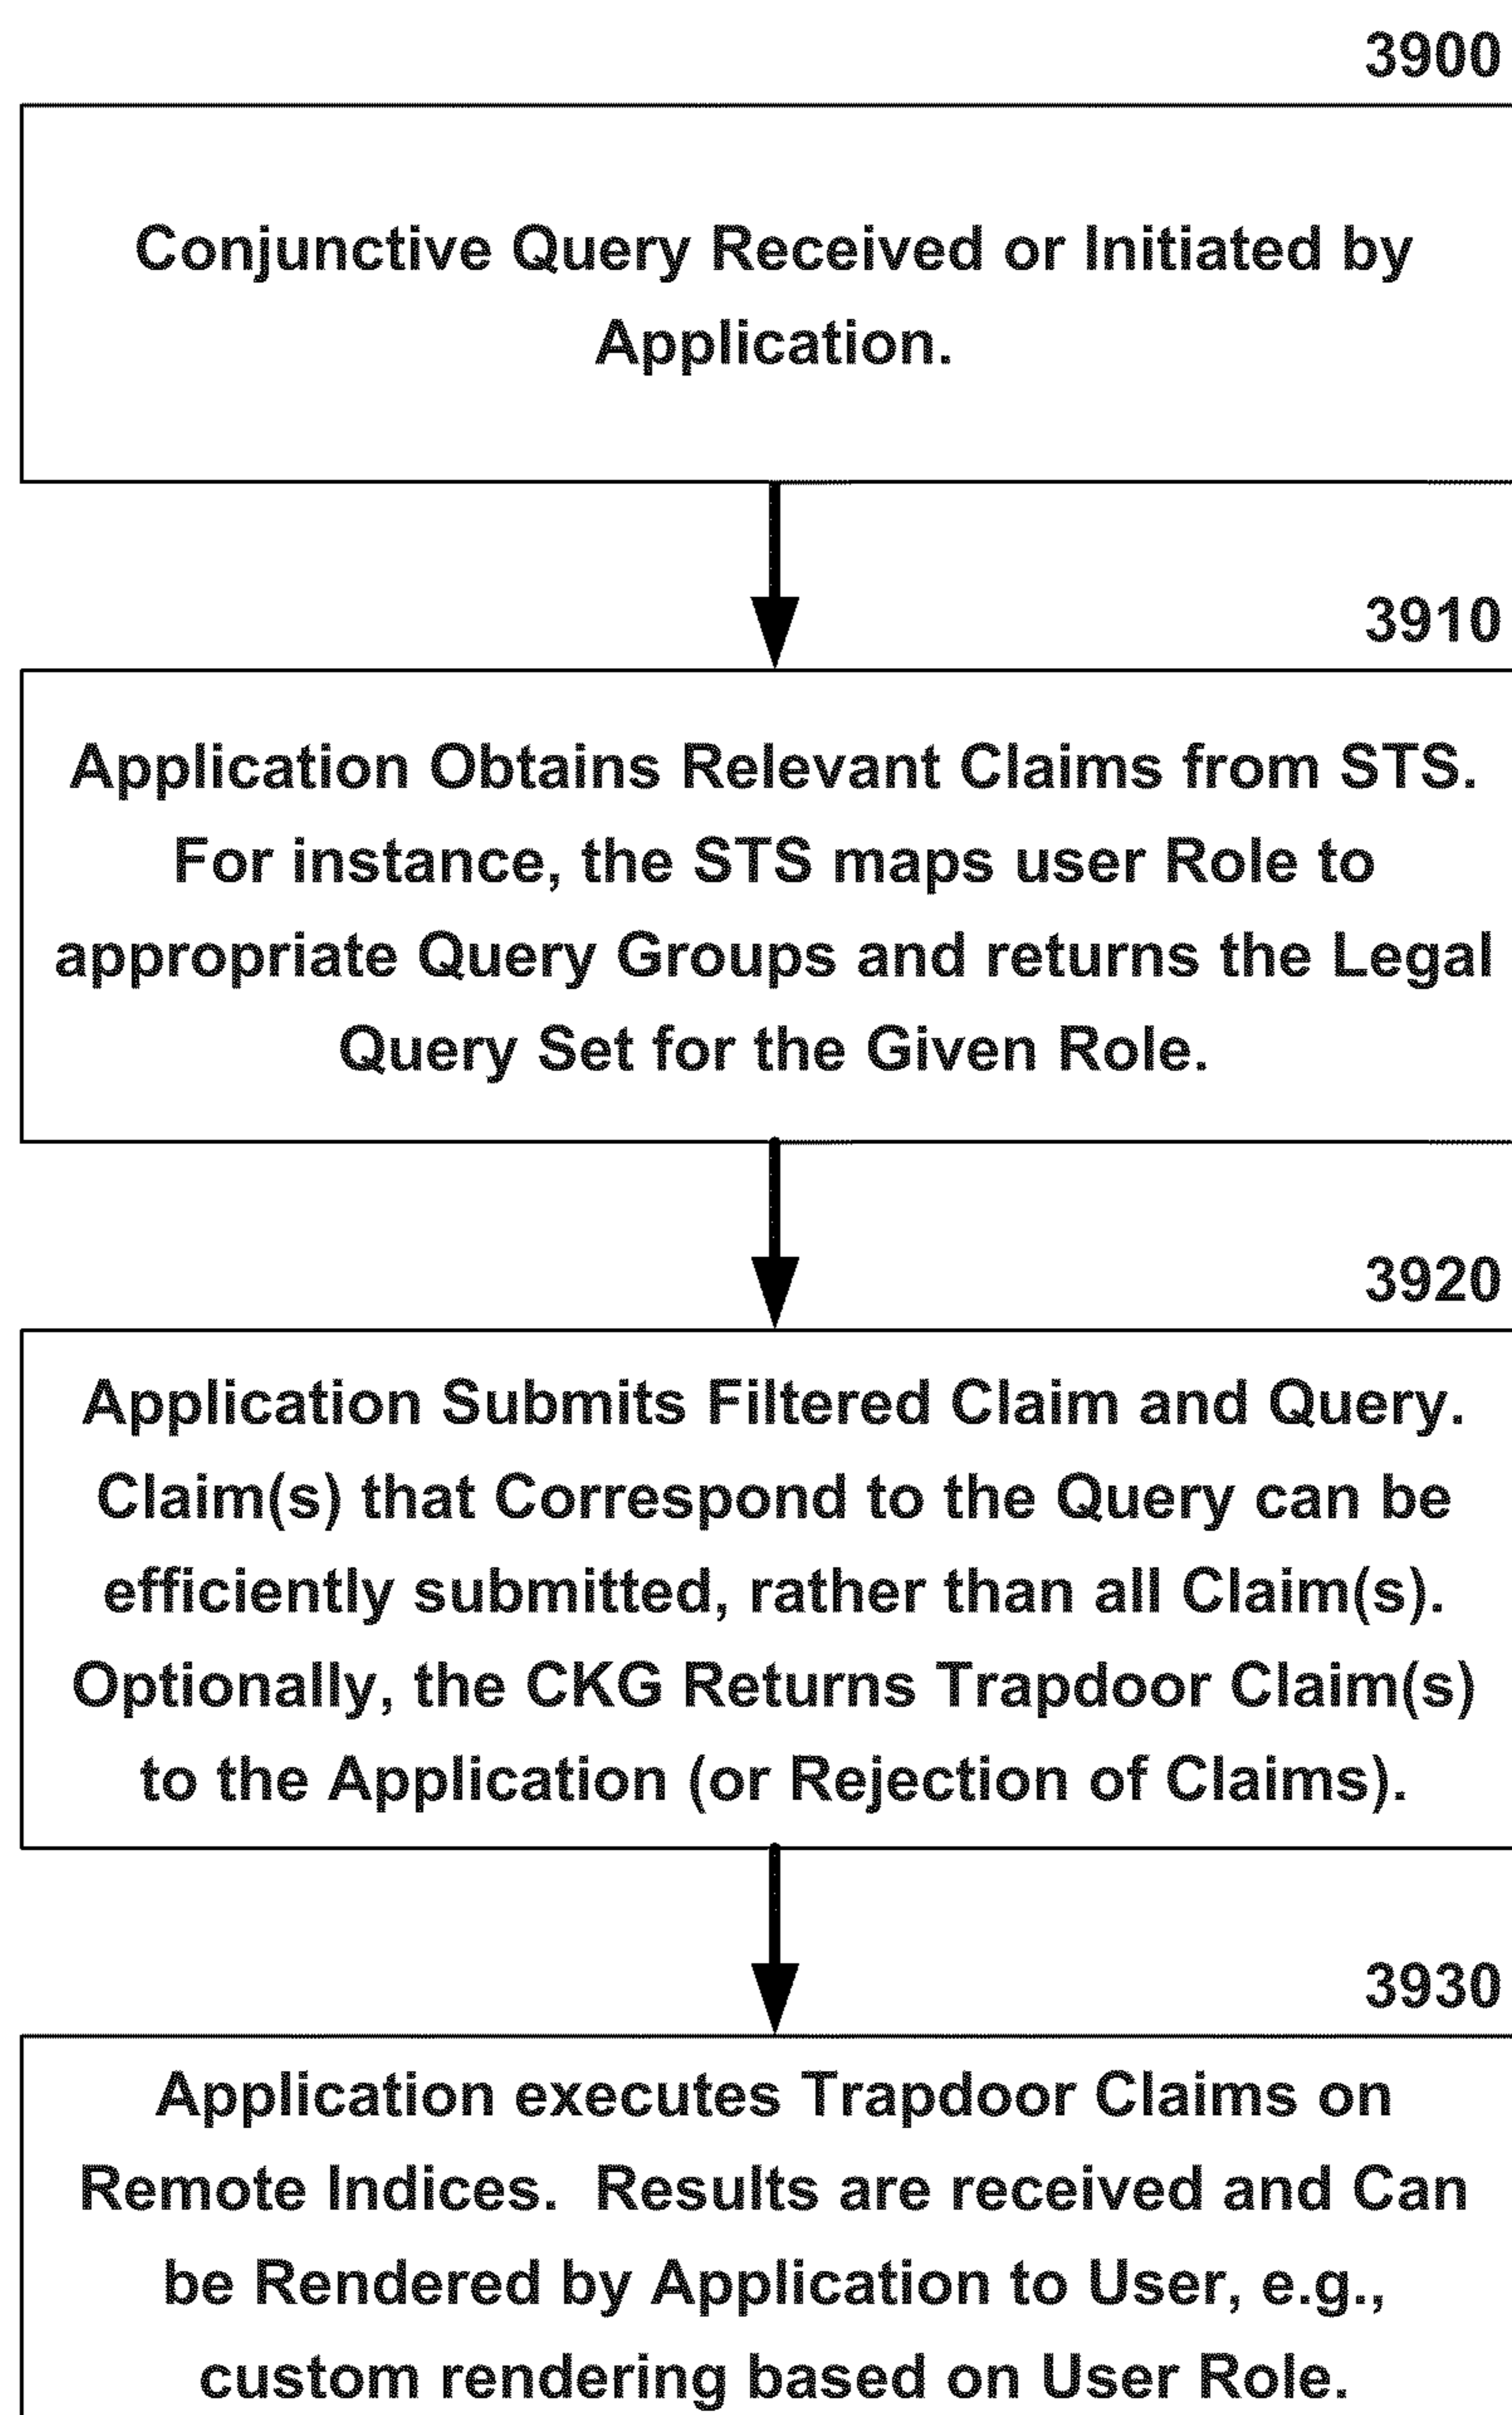 3900
Conjunctive Query Received or Initiated by
Application.
3910
Application Obtains Relevant Claims from STS.
For instance, the STS maps user Role to
appropriate Query Groups and returns the Legal
Query Set for the Given Role.
3920
Application Submits Filtered Claim and Query.
Claim(s) that Correspond to the Query can be
efficiently submitted, rather than all Claim(s).
Optionally, the CKG Returns Trapdoor Claim(s)
to the Application (or Rejection of Claims).
3930
Application executes Trapdoor Claims on
Remote Indices.  Results are received and Can
be Rendered by Application to User, e.g.,
custom rendering based on User Role.